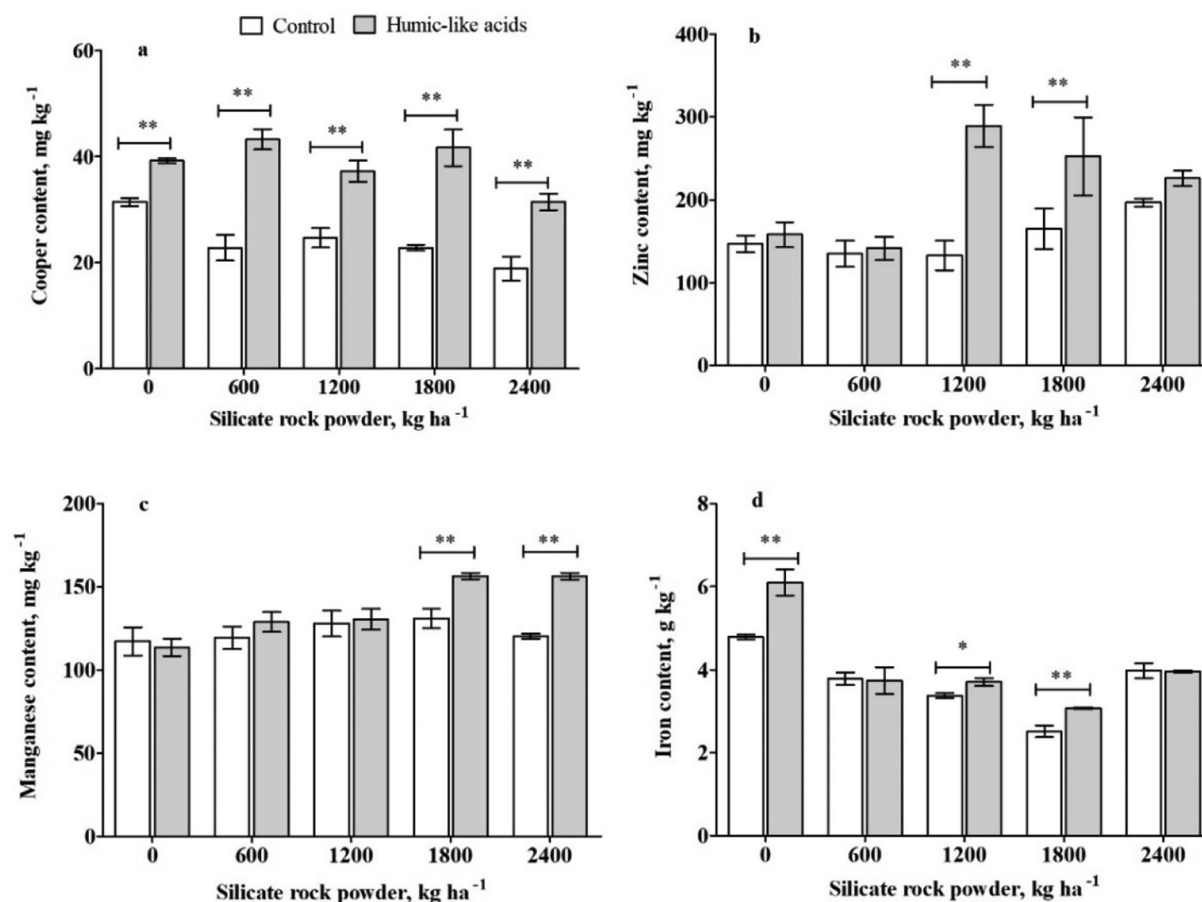 Control Humic-like acids
a
Cooper content, mg kg⁻¹
60
40
20
0
**
**
**
**
**
0 600 1200 1800 2400
Silicate rock powder, kg ha⁻¹
b
Zinc content, mg kg⁻¹
400
300
200
100
0
**
**
0 600 1200 1800 2400
Silciate rock powder, kg ha⁻¹
c
Manganese content, mg kg⁻¹
200
150
100
50
0
**
**
0 600 1200 1800 2400
Silicate rock powder, kg ha⁻¹
d
Iron content, g kg⁻¹
8
6
4
2
0
**
*
**
0 600 1200 1800 2400
Silicate rock powder, kg ha⁻¹